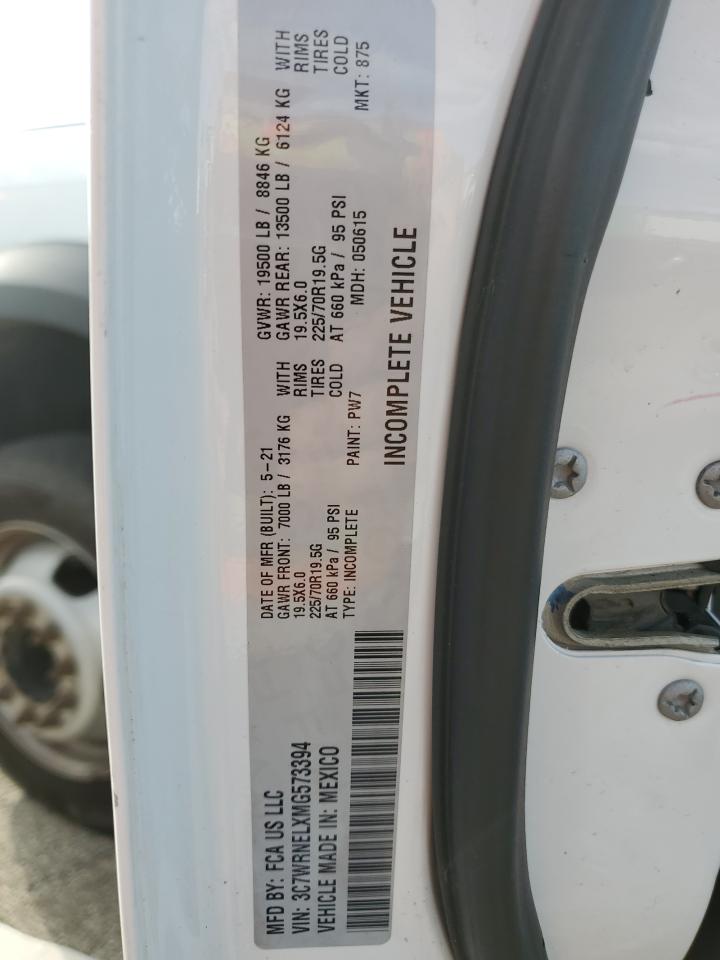 MFD BY: FCA US LLC
VIN: 3C7WRNELXMG573394
VEHICLE MADE IN: MEXICO
DATE OF MFR (BUILT): 5-21 GVWR: 19500 LB / 8846 KG
GAWR FRONT: 7000 LB / 3176 KG WITH GAWR REAR: 13500 LB / 6124 KG WITH
19.5X6.0 RIMS 19.5X6.0 RIMS
225/70R19.5G TIRES 225/70R19.5G TIRES
AT 660 kPa / 95 PSI COLD AT 660 kPa / 95 PSI COLD
TYPE: INCOMPLETE PAINT: PW7 MDH: 050615 MKT: 875
INCOMPLETE VEHICLE